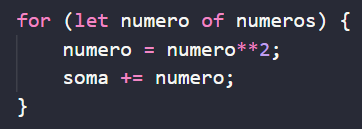 for (let numero of numeros) {
    numero = numero**2;
    soma += numero;
}